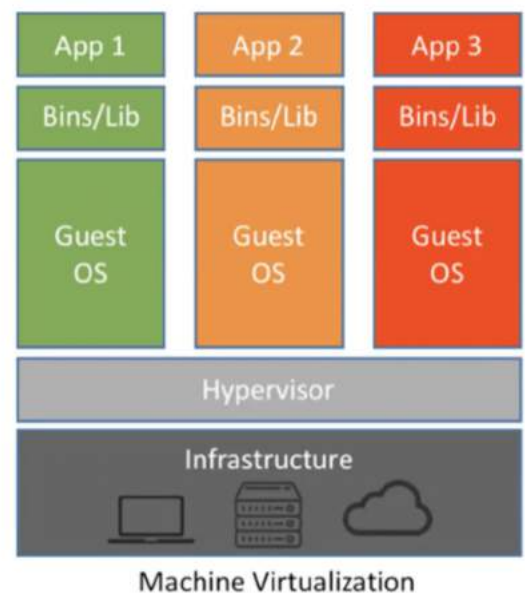 App 1
App 2
App 3
Bins/Lib
Bins/Lib
Bins/Lib
Guest
OS
Guest
OS
Guest
OS
Hypervisor
Infrastructure
Machine Virtualization